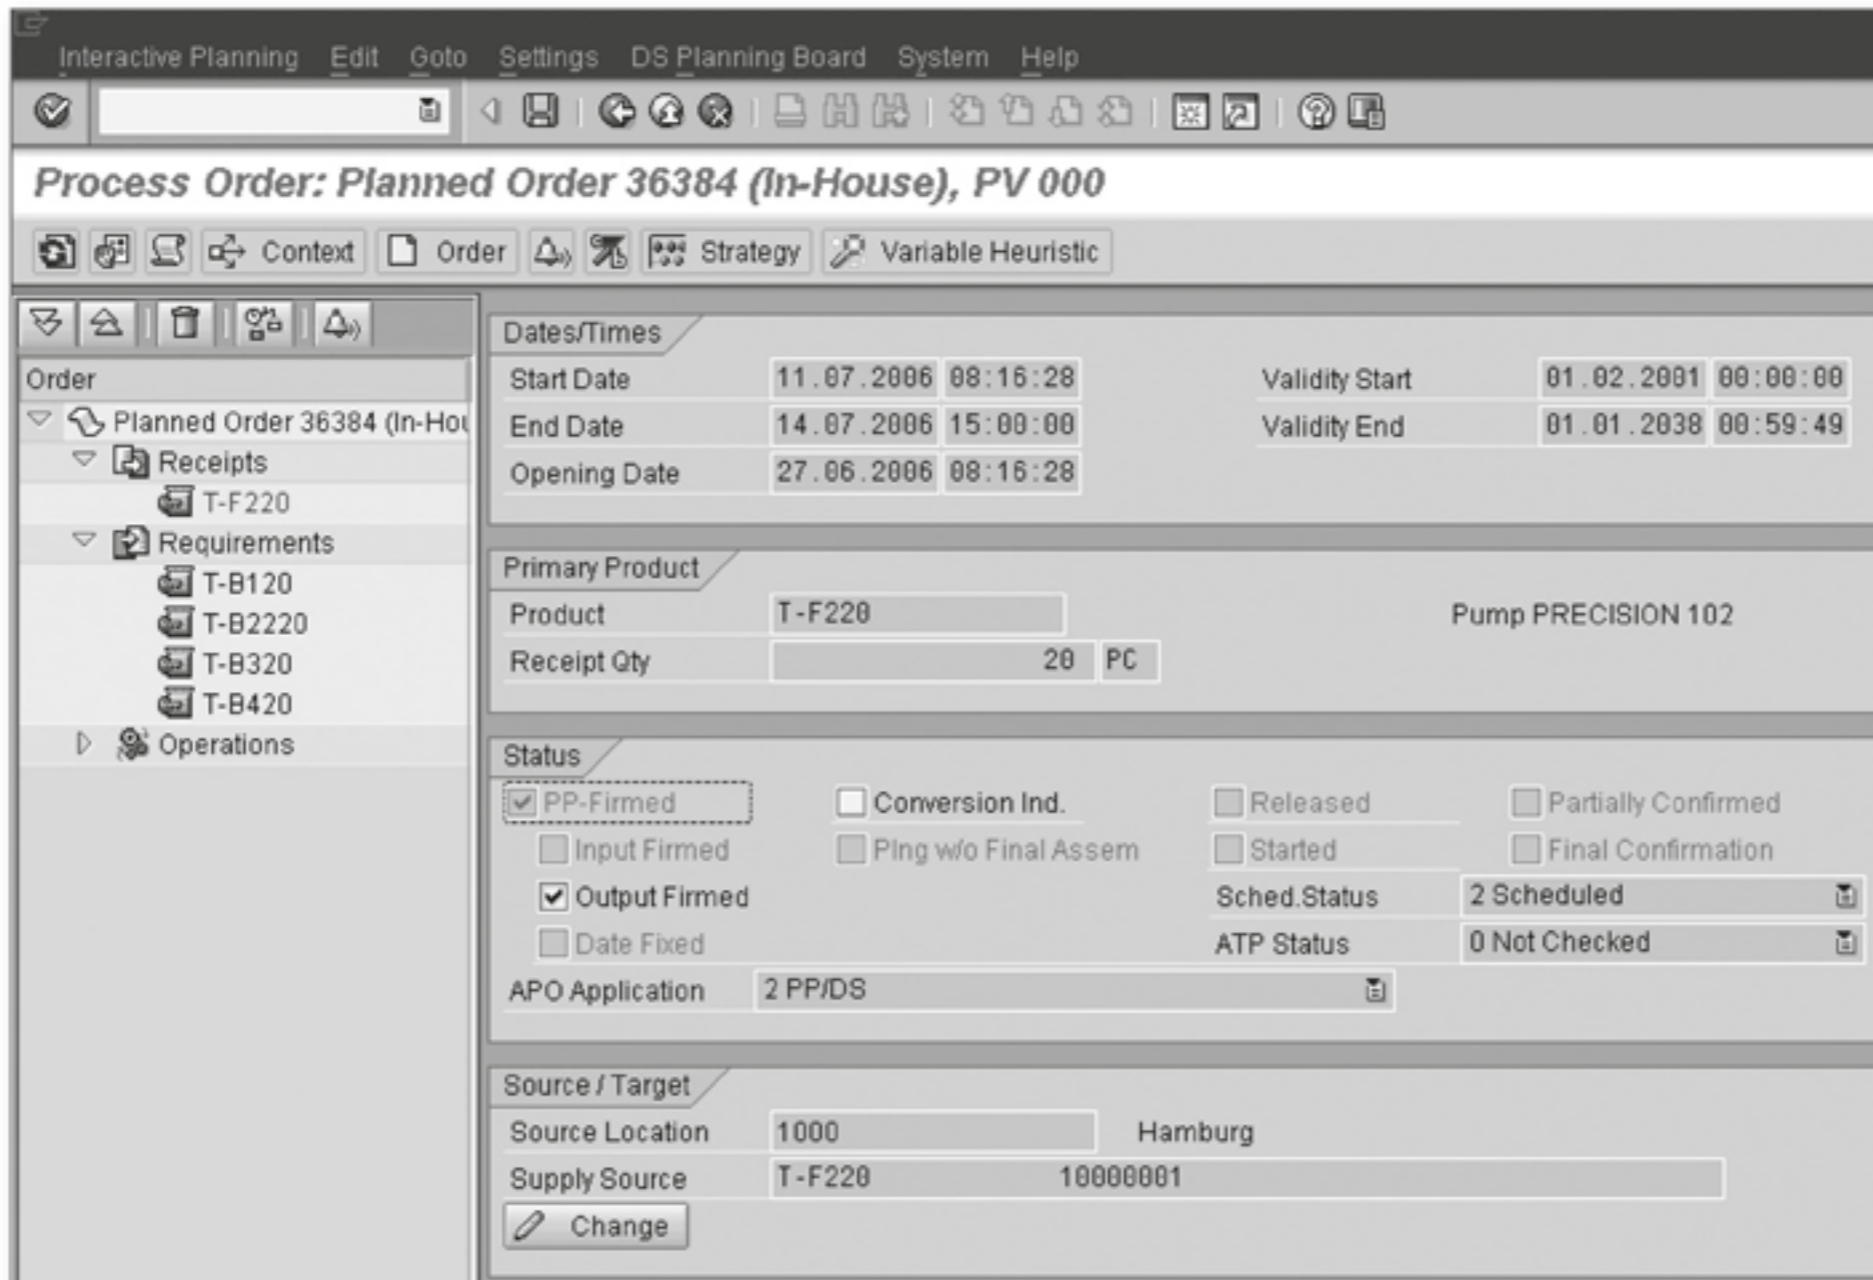 Interactive Planning Edit Goto Settings DS Planning Board System Help
Process Order: Planned Order 36384 (In-House), PV 000
Context Order Strategy Variable Heuristic
Order
Planned Order 36384 (In-Hou
Receipts
T-F220
Requirements
T-B120
T-B2220
T-B320
T-B420
Operations
Dates/Times
Start Date 11.07.2006 08:16:28 Validity Start 01.02.2001 00:00:00
End Date 14.07.2006 15:00:00 Validity End 01.01.2038 00:59:49
Opening Date 27.06.2006 08:16:28
Primary Product
Product T-F220 Pump PRECISION 102
Receipt Qty 20 PC
Status
PP-Firmed Conversion Ind. Released Partially Confirmed
Input Firmed Plng w/o Final Assem Started Final Confirmation
Output Firmed Sched.Status 2 Scheduled
Date Fixed ATP Status 0 Not Checked
APO Application 2 PP/DS
Source / Target
Source Location 1000 Hamburg
Supply Source T-F220 10000001
Change